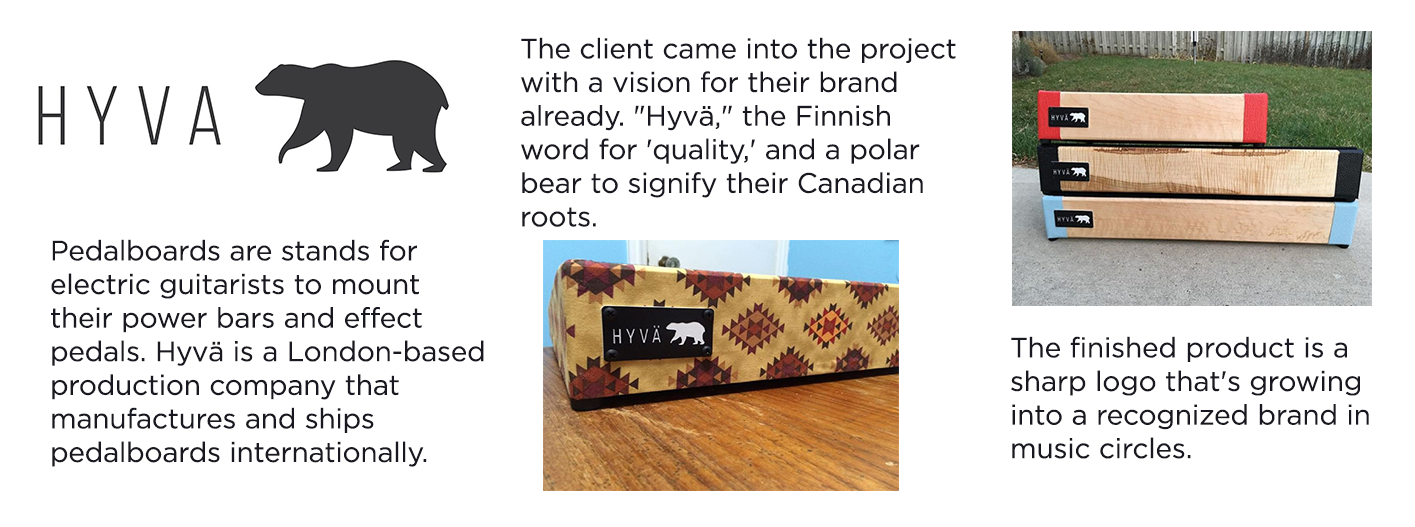 HYVA
Pedalboards are stands for
electric guitarists to mount
their power bars and effect
pedals. Hyvä is a London-based
production company that
manufactures and ships
pedalboards internationally.
The client came into the project
with a vision for their brand
already. "Hyvä," the Finnish
word for 'quality,' and a polar
bear to signify their Canadian
roots.
HYVÄ
HYVÄ
HYVÄ
HYVÄ
The finished product is a
sharp logo that's growing
into a recognized brand in
music circles.